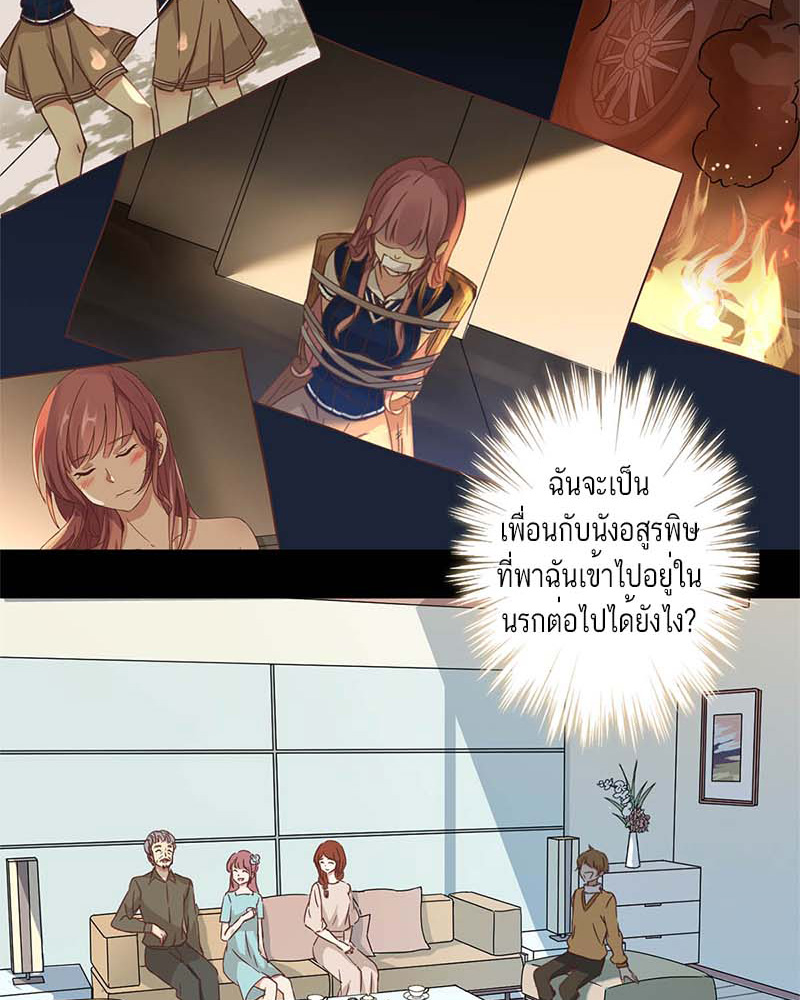 ฉันจะเป็น
เพื่อนกับนังอสูรพิษ
ที่พาฉันเข้าไปอยู่ใน
นรกต่อไปได้ยังไง?